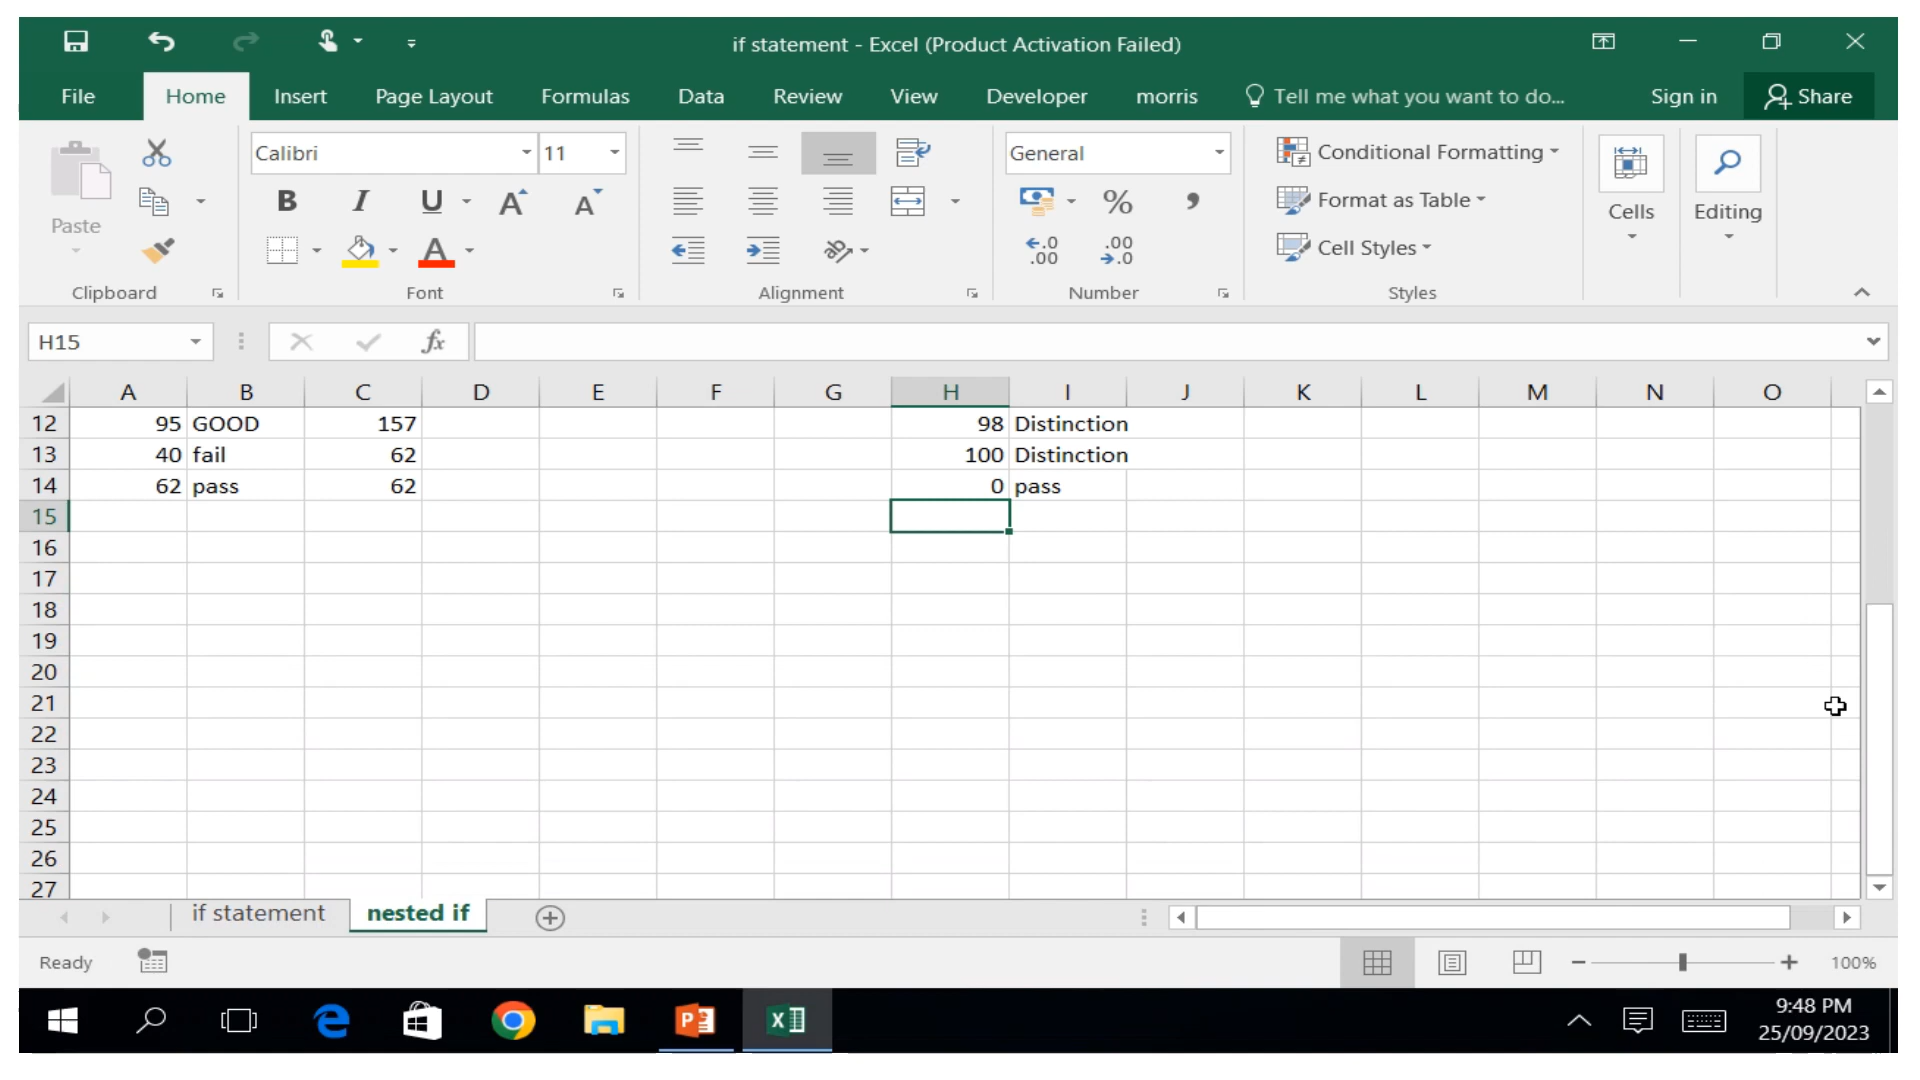 if statement - Excel (Product Activation Failed)
File Home Insert Page Layout Formulas Data Review View Developer morris Tell me what you want to do... Sign in Share
Paste
Clipboard
Calibri 11
B I U A A
A
Font
Alignment
General
% ,
.0 .00
.00 .0
Number
Conditional Formatting
Format as Table
Cell Styles
Styles
Cells
Editing
H15 fx
A B C D E F G H I J K L M N O
12 95 GOOD 157 98 Distinction
13 40 fail 62 100 Distinction
14 62 pass 62 0 pass
15
16
17
18
19
20
21
22
23
24
25
26
27
if statement nested if
Ready 100%
9:48 PM
25/09/2023